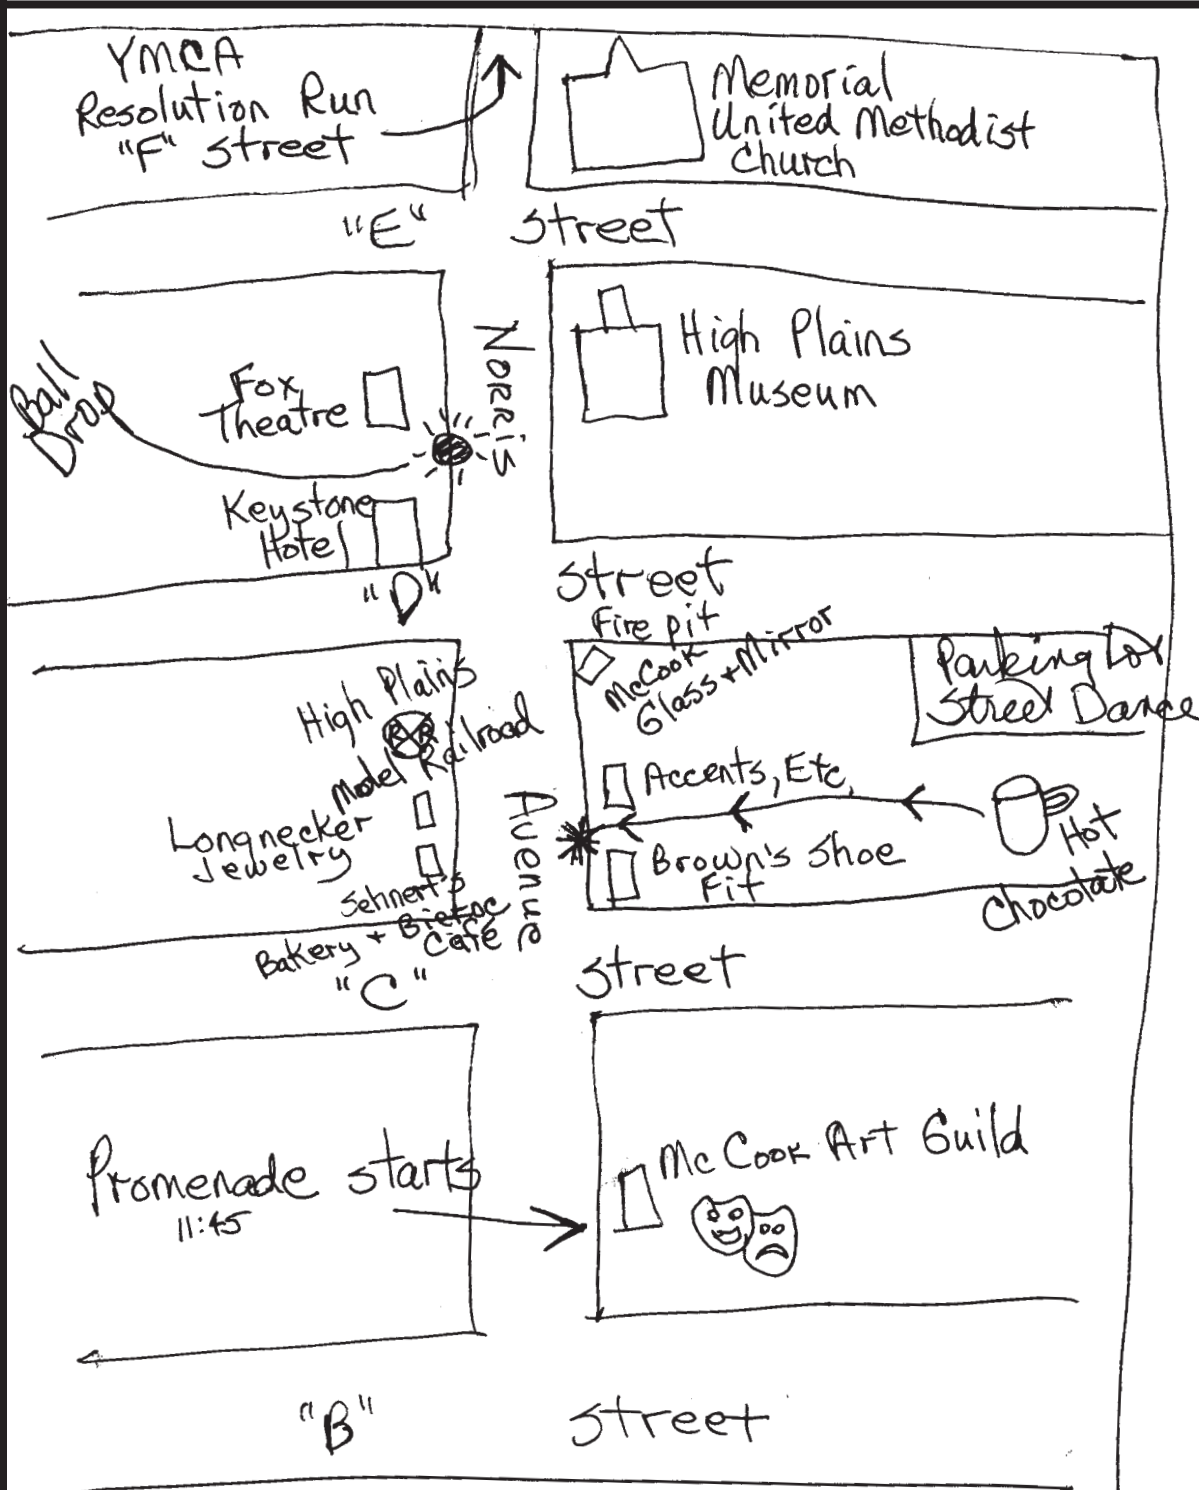 YMCA
Resolution Run
"F" Street
Memorial
United Methodist
Church
"E" Street
Ball
Drop
Fox
Theatre
Keystone
Hotel
Norris
High Plains
Museum
"D" Street
Fire pit
McCook
Glass + Mirror
Parking Lot
Street Dance
High Plains
RR
Model Railroad
Longnecker
Jewelry
Sehnert's
Bakery + Bieroc
Café
Avenue
Accents, Etc.
Brown's Shoe
Fit
Hot
Chocolate
"C" Street
Promenade starts
11:45
McCook Art Guild
"B" Street